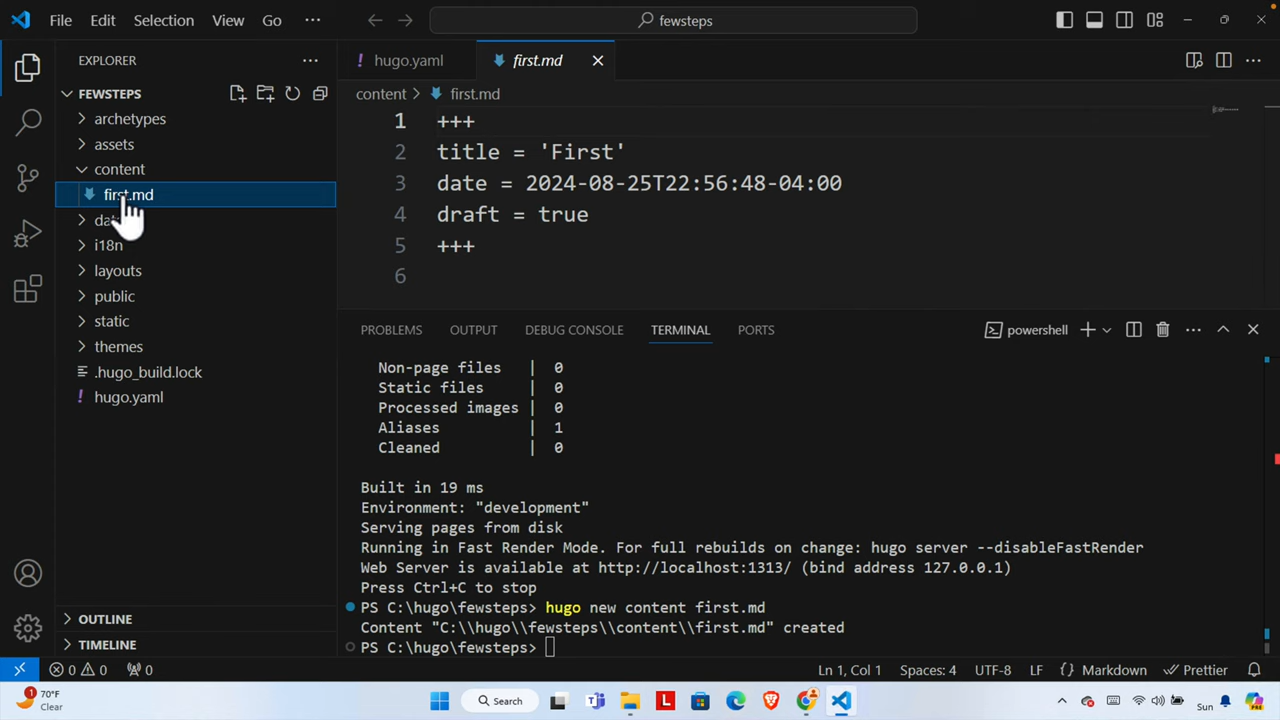 File Edit Selection View Go ··· fewsteps
EXPLORER ···
hugo.yaml first.md
FEWSTEPS
content > first.md
archetypes
assets
content
first.md
i18n
layouts
public
static
themes
.hugo_build.lock
hugo.yaml
OUTLINE
TIMELINE
1 +++
2 title = 'First'
3 date = 2024-08-25T22:56:48-04:00
4 draft = true
5 +++
6
PROBLEMS OUTPUT DEBUG CONSOLE TERMINAL PORTS powershell
Non-page files | 0
Static files | 0
Processed images | 0
Aliases | 1
Cleaned | 0
Built in 19 ms
Environment: "development"
Serving pages from disk
Running in Fast Render Mode. For full rebuilds on change: hugo server --disableFastRender
Web Server is available at http://localhost:1313/ (bind address 127.0.0.1)
Press Ctrl+C to stop
PS C:\hugo\fewsteps> hugo new content first.md
Content "C:\\hugo\\fewsteps\\content\\first.md" created
PS C:\hugo\fewsteps>
0 0 0 Ln 1, Col 1 Spaces: 4 UTF-8 LF {} Markdown Prettier
1 70°F
Clear
Search L Sun PRE